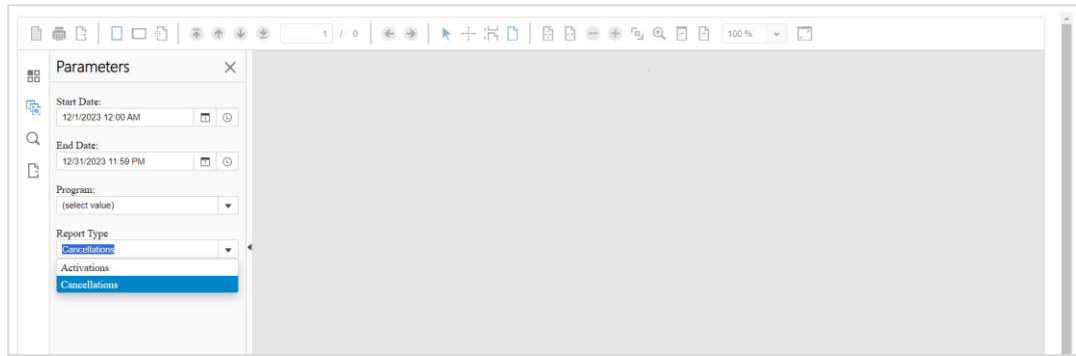 1 / 0
100 %
Parameters
Start Date:
12/1/2023 12:00 AM
End Date:
12/31/2023 11:59 PM
Program:
(select value)
Report Type
Cancellations
Activations
Cancellations